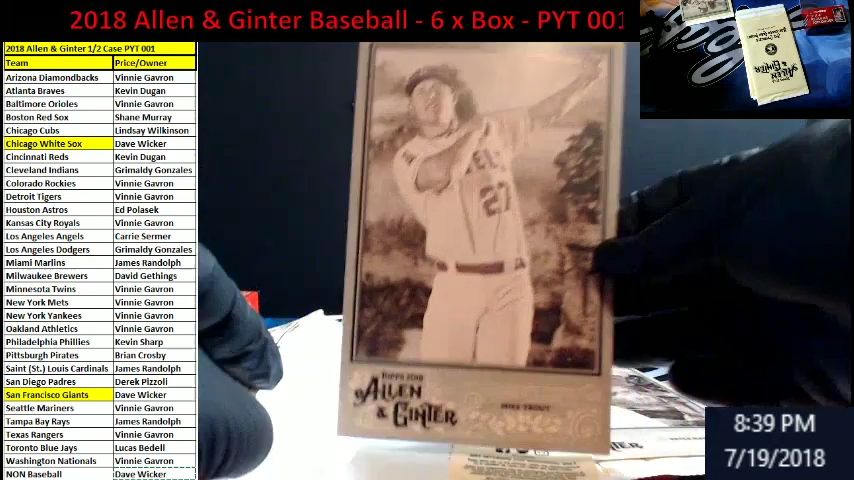 2018 Allen & Ginter Baseball - 6 x Box - PYT 001
2018 Allen & Ginter 1/2 Case PYT 001
Team Price/Owner
Arizona Diamondbacks Vinnie Gavron
Atlanta Braves Kevin Dugan
Baltimore Orioles Vinnie Gavron
Boston Red Sox Shane Murray
Chicago Cubs Lindsay Wilkinson
Chicago White Sox Dave Wicker
Cincinnati Reds Kevin Dugan
Cleveland Indians Grimaldy Gonzales
Colorado Rockies Vinnie Gavron
Detroit Tigers Vinnie Gavron
Houston Astros Ed Polasek
Kansas City Royals Vinnie Gavron
Los Angeles Angels Carrie Sermer
Los Angeles Dodgers Grimaldy Gonzales
Miami Marlins James Randolph
Milwaukee Brewers David Gethings
Minnesota Twins Vinnie Gavron
New York Mets Vinnie Gavron
New York Yankees Vinnie Gavron
Oakland Athletics Vinnie Gavron
Philadelphia Phillies Kevin Sharp
Pittsburgh Pirates Brian Crosby
Saint (St.) Louis Cardinals James Randolph
San Diego Padres Derek Pizzoli
San Francisco Giants Dave Wicker
Seattle Mariners Vinnie Gavron
Tampa Bay Rays James Randolph
Texas Rangers Vinnie Gavron
Toronto Blue Jays Lucas Bedell
Washington Nationals Vinnie Gavron
NON Baseball Dave Wicker
27
TOPPS 2018
ALLEN
& GINTER
MIKE TROUT
ALLEN
& GINTER
8:39 PM
7/19/2018